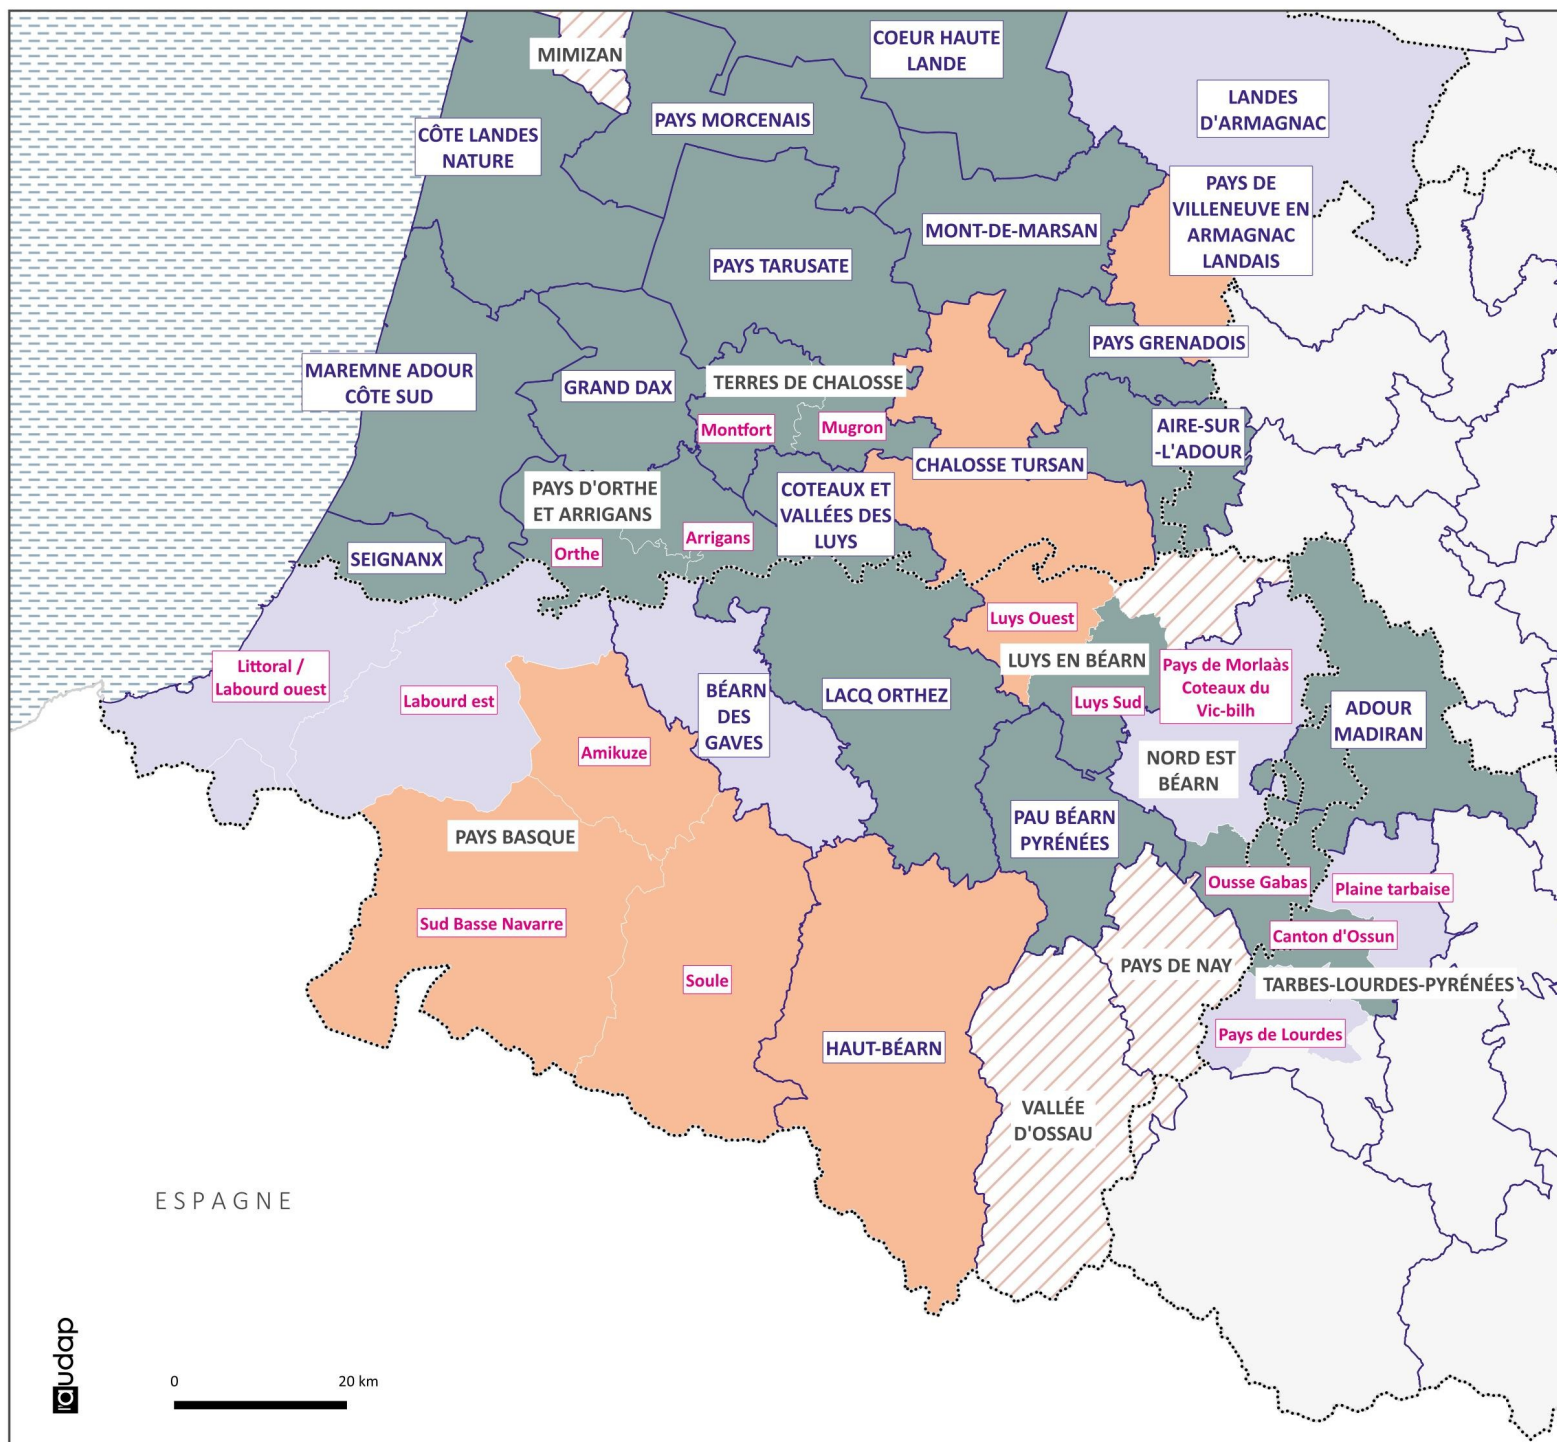 MIMIZAN
COEUR HAUTE
LANDE
LANDES
D'ARMAGNAC
CÔTE LANDES
NATURE
PAYS MORCENAIS
PAYS DE
VILLENEUVE EN
ARMAGNAC
LANDAIS
MONT-DE-MARSAN
PAYS TARUSATE
PAYS GRENADOIS
MAREMNE ADOUR
CÔTE SUD
GRAND DAX
TERRES DE CHALOSSE
Montfort
Mugron
AIRE-SUR
-L'ADOUR
CHALOSSE TURSAN
PAYS D'ORTHE
ET ARRIGANS
COTEAUX ET
VALLÉES DES
LUYS
Orthe
Arrigans
SEIGNANX
Luys Ouest
LUYS EN BÉARN
Luys Sud
Pays de Morlaàs
Coteaux du
Vic-bilh
Littoral /
Labourd ouest
Labourd est
BÉARN
DES
GAVES
LACQ ORTHEZ
ADOUR
MADIRAN
Amikuze
NORD EST
BÉARN
PAYS BASQUE
PAU BÉARN
PYRÉNÉES
Ousse Gabas
Plaine tarbaise
Sud Basse Navarre
Canton d'Ossun
Soule
PAYS DE NAY
TARBES-LOURDES-PYRÉNÉES
Pays de Lourdes
HAUT-BÉARN
VALLÉE
D'OSSAU
ESPAGNE
l'audap
0 20 km